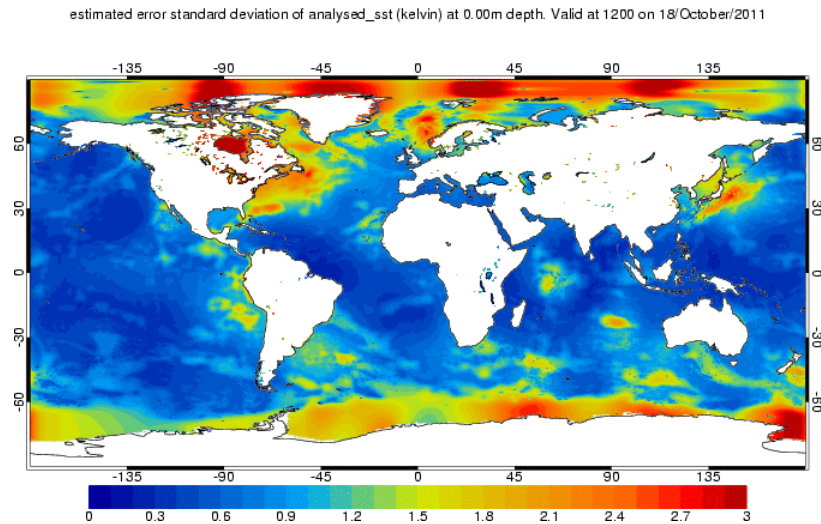 estimated error standard deviation of analysed_sst (kelvin) at 0.00m depth. Valid at 1200 on 18/October/2011
-135 -90 -45 0 45 90 135
60 60
30 30
0 0
-30 -30
-60 -60
-135 -90 -45 0 45 90 135
0 0.3 0.6 0.9 1.2 1.5 1.8 2.1 2.4 2.7 3